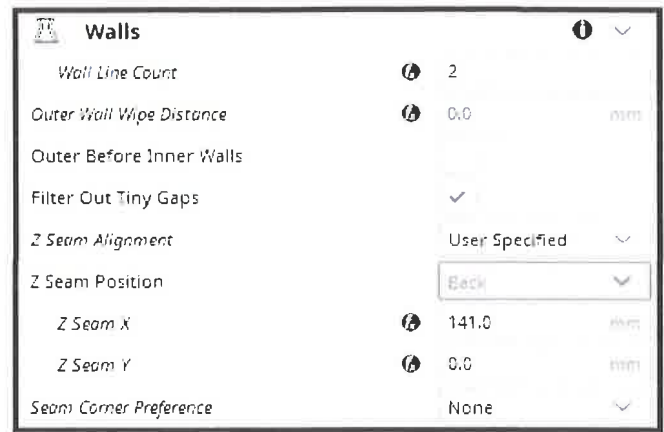 Walls
Wall Line Count 2
Outer Wall Wipe Distance 0.0 mm
Outer Before Inner Walls
Filter Out Tiny Gaps
Z Seam Alignment User Specified
Z Seam Position Back
Z Seam X 141.0 mm
Z Seam Y 0.0 mm
Seam Corner Preference None